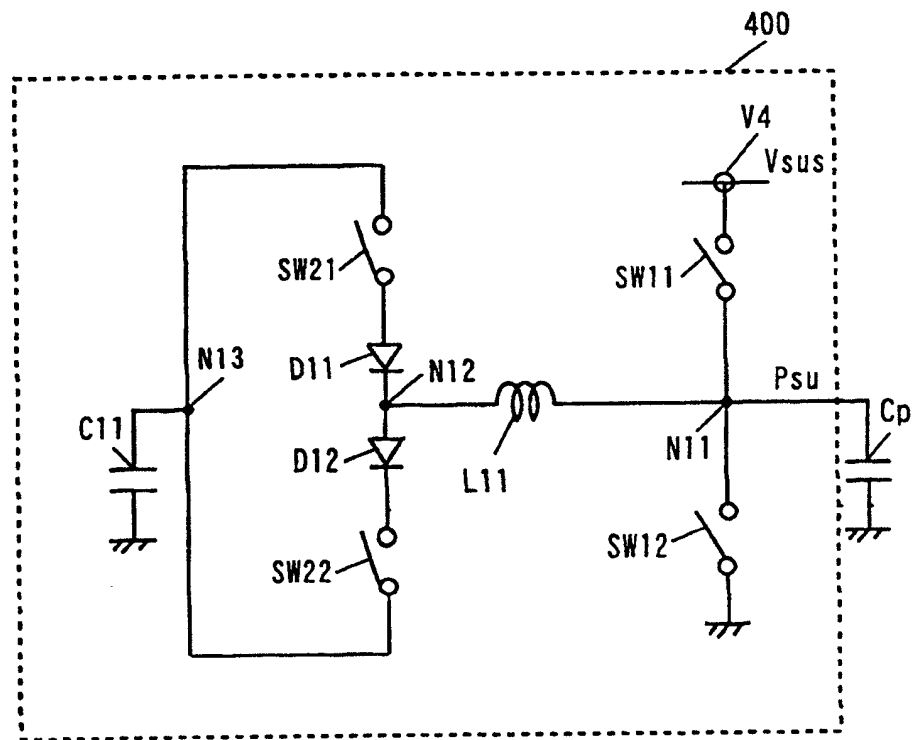 400
V4
Vsus
SW21
SW11
D11
N13
N12
Psu
C11
Cp
D12
L11
N11
SW22
SW12